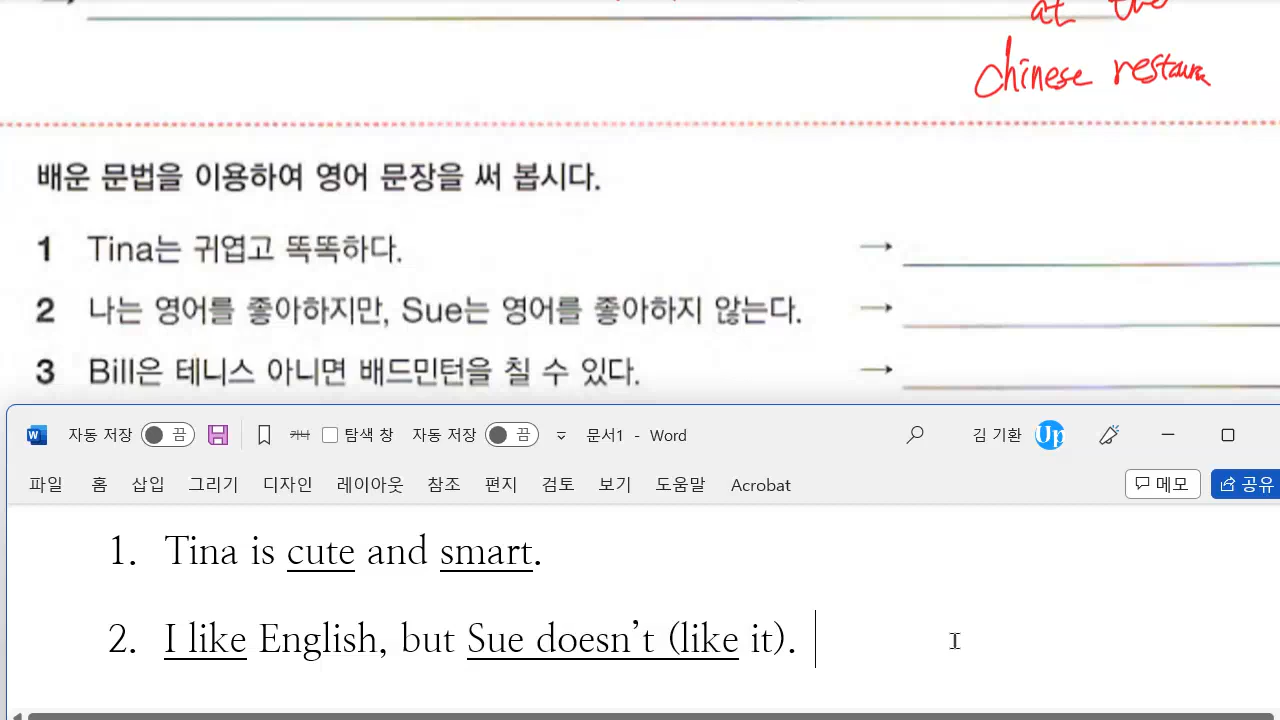 at the
chinese
배운 문법을 이용하여 영어 문장을 써 봅시다.
1 Tina는 귀엽고 똑똑하다. →
2 나는 영어를 좋아하지만, Sue는 영어를 좋아하지 않는다. →
3 Bill은 테니스 아니면 배드민턴을 칠 수 있다. →
자동 저장 끔 가나 탐색 창 자동 저장 끔 문서1 - Word 김 기환 Up
파일 홈 삽입 그리기 디자인 레이아웃 참조 편지 검토 보기 도움말 Acrobat 메모 공유
1. Tina is cute and smart.
2. I like English, but Sue doesn’t (like it).